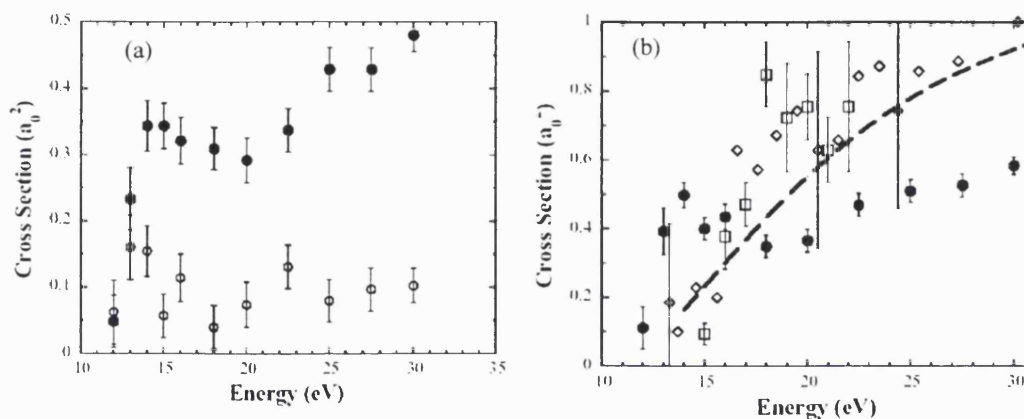 0.5
(a)
0.4
0.3
0.2
0.1
0
10 15 20 25 30 35
Energy (eV)
Cross Section (a₀²)
1
(b)
0.8
0.6
0.4
0.2
0
10 15 20 25 30
Energy (eV)
Cross Section (a₀⁻)